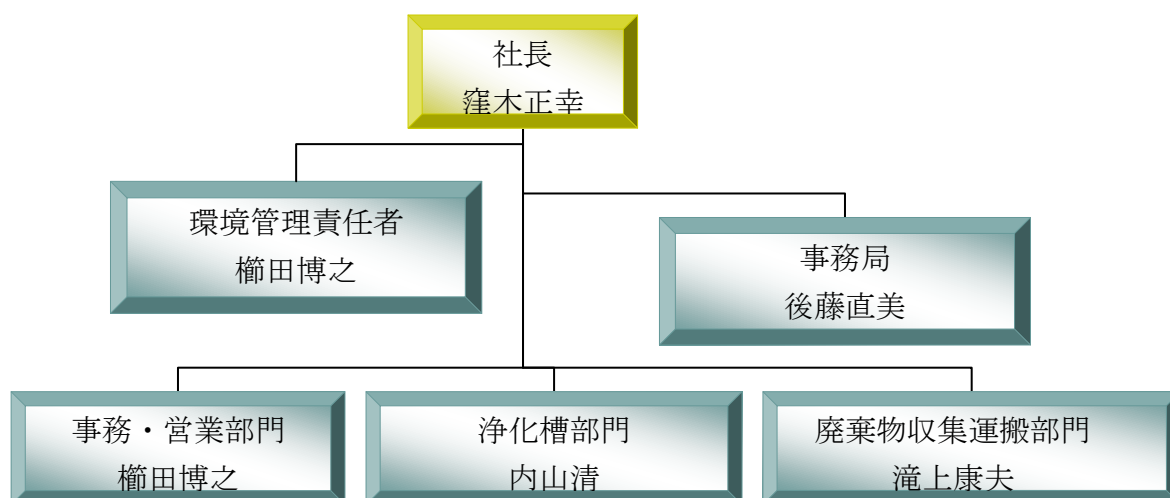 社長
窪木正幸
環境管理責任者
櫛田博之
事務局
後藤直美
事務・営業部門
櫛田博之
浄化槽部門
内山清
廃棄物収集運搬部門
滝上康夫